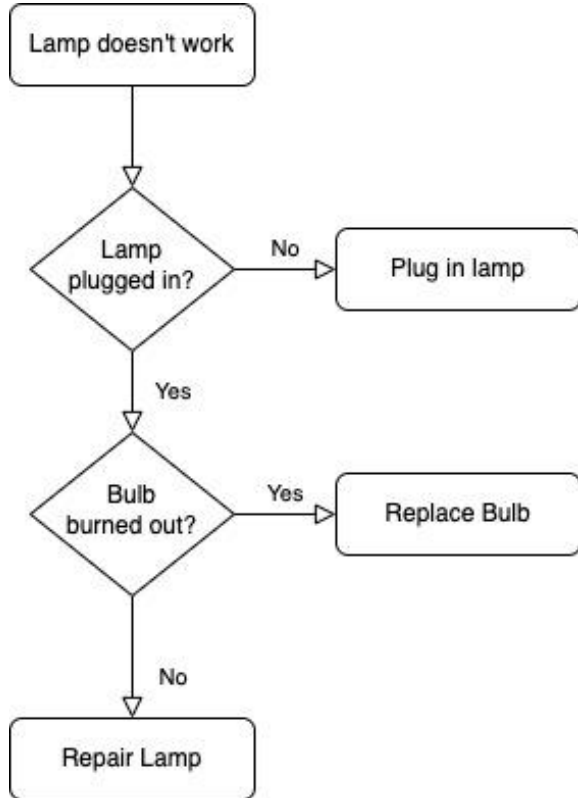 Lamp doesn't work
Lamp
plugged in?
No
Plug in lamp
Yes
Bulb
burned out?
Yes
Replace Bulb
No
Repair Lamp